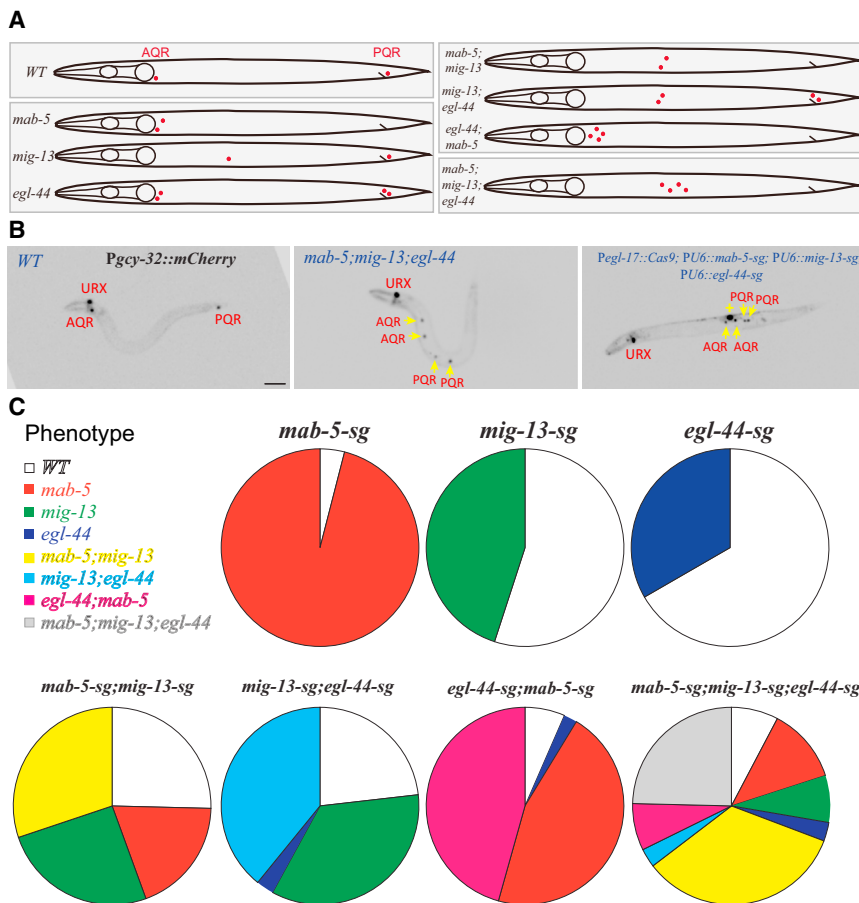 A
AQR
PQR
WT
mab-5
mig-13
egl-44
mab-5;
mig-13
mig-13;
egl-44
egl-44;
mab-5
mab-5;
mig-13;
egl-44
B
WT
Pgcy-32::mCherry
URX
AQR
PQR
mab-5;mig-13;egl-44
URX
AQR
AQR
PQR
PQR
Pegl-17::Cas9; PU6::mab-5-sg; PU6::mig-13-sg
PU6::egl-44-sg
PQR
PQR
+
URX
AQR
AQR
C
Phenotype
WT
mab-5
mig-13
egl-44
mab-5;mig-13
mig-13;egl-44
egl-44;mab-5
mab-5;mig-13;egl-44
mab-5-sg
mig-13-sg
egl-44-sg
mab-5-sg;mig-13-sg
mig-13-sg;egl-44-sg
egl-44-sg;mab-5-sg
mab-5-sg;mig-13-sg;egl-44-sg